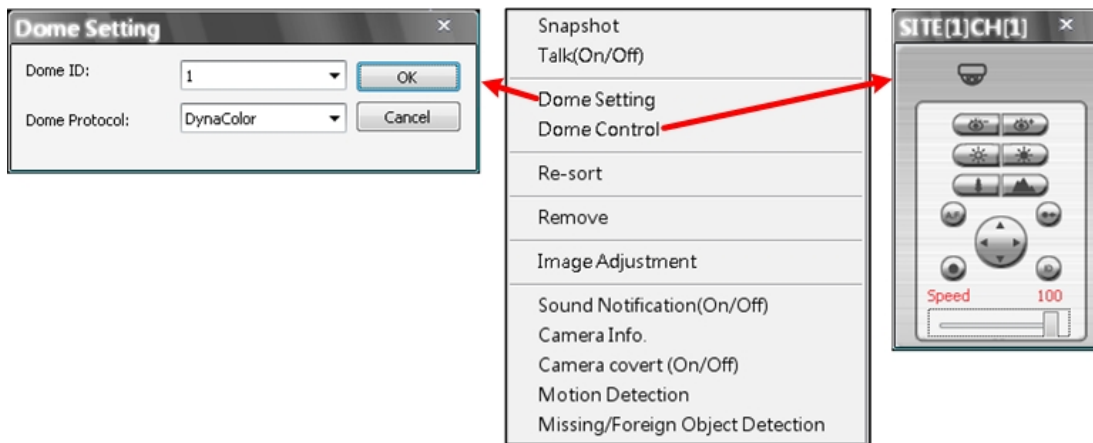 Dome Setting
Dome ID:
1
OK
Dome Protocol:
DynaColor
Cancel
Snapshot
Talk(On/Off)
Dome Setting
Dome Control
Re-sort
Remove
Image Adjustment
Sound Notification(On/Off)
Camera Info.
Camera covert (On/Off)
Motion Detection
Missing/Foreign Object Detection
SITE[1]CH[1]
A/F
ID
Speed 100